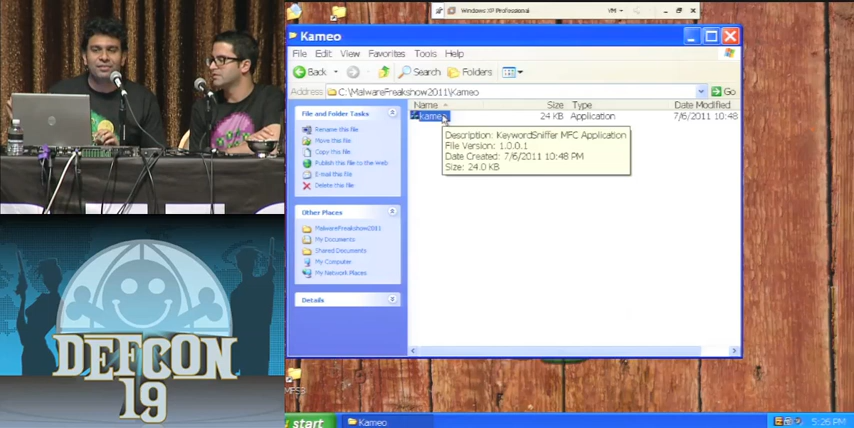 Windows XP Professional
VM
Kameo
File Edit View Favorites Tools Help
Back Search Folders
Address C:\MalwareFreakshow2011\Kameo Go
Name Size Type Date Modified
kameo 24 KB Application 7/6/2011 10:48
Description: KeywordSniffer MFC Application
File Version: 1.0.0.1
Date Created: 7/6/2011 10:48 PM
Size: 24.0 KB
File and Folder Tasks
Rename this file
Move this file
Copy this file
Publish this file to the Web
E-mail this file
Delete this file
Other Places
MalwareFreakshow2011
My Documents
Shared Documents
My Computer
My Network Places
Details
start Kameo 5:26 PM
DEFCON
19